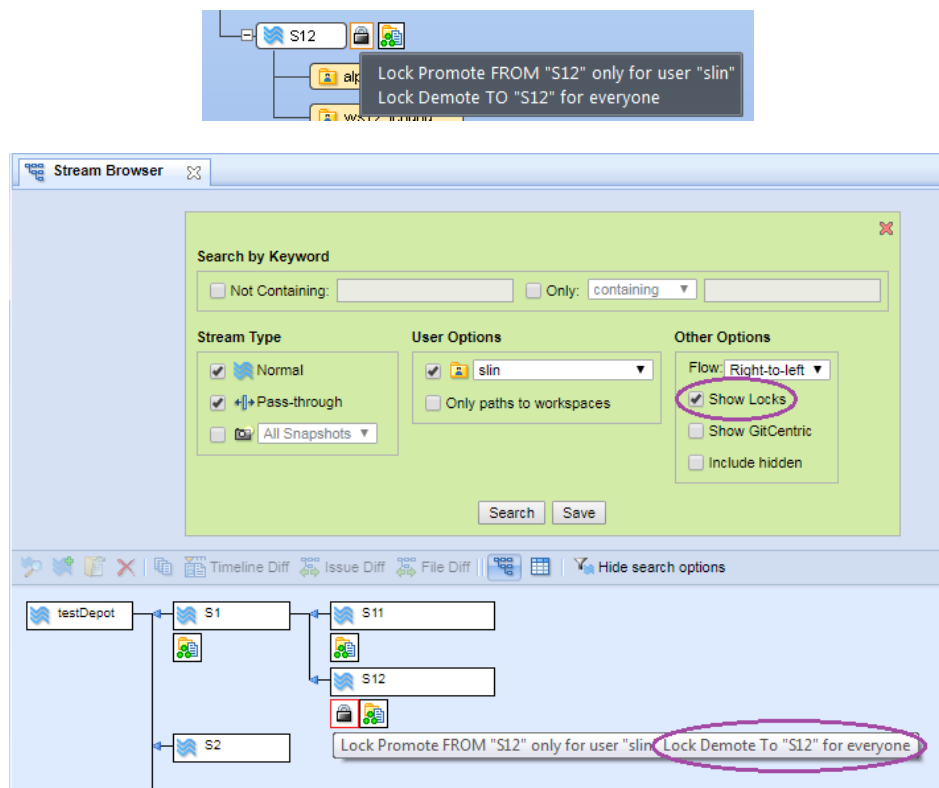 S12
Lock Promote FROM "S12" only for user "slin"
Lock Demote TO "S12" for everyone
Stream Browser
Search by Keyword
Not Containing: Only: containing
Stream Type User Options Other Options
Normal slin Flow: Right-to-left
Pass-through Only paths to workspaces Show Locks
All Snapshots Show GitCentric
Include hidden
Search Save
Timeline Diff Issue Diff File Diff Hide search options
testDepot S1 S11
S12
S2 Lock Promote FROM "S12" only for user "slin Lock Demote To "S12" for everyone